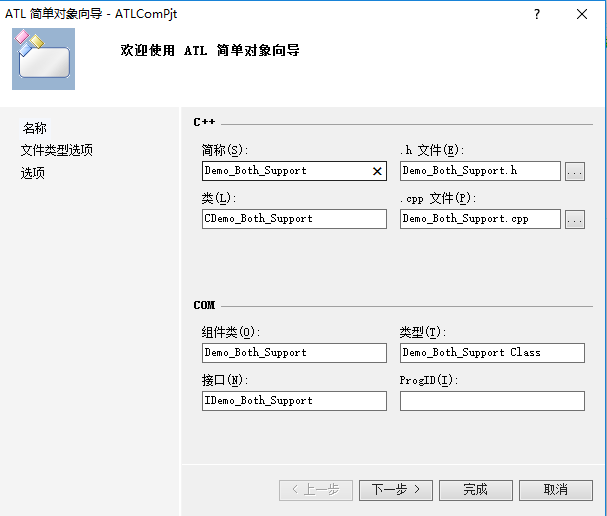 ATL 简单对象向导 - ATLComPjt
?
欢迎使用 ATL 简单对象向导
名称
文件类型选项
选项
C++
简称(S):
.h 文件(E):
Demo_Both_Support
Demo_Both_Support.h
...
类(L):
.cpp 文件(P):
CDemo_Both_Support
Demo_Both_Support.cpp
...
COM
组件类(O):
类型(T):
Demo_Both_Support
Demo_Both_Support Class
接口(N):
ProgID(I):
IDemo_Both_Support
< 上一步
下一步 >
完成
取消